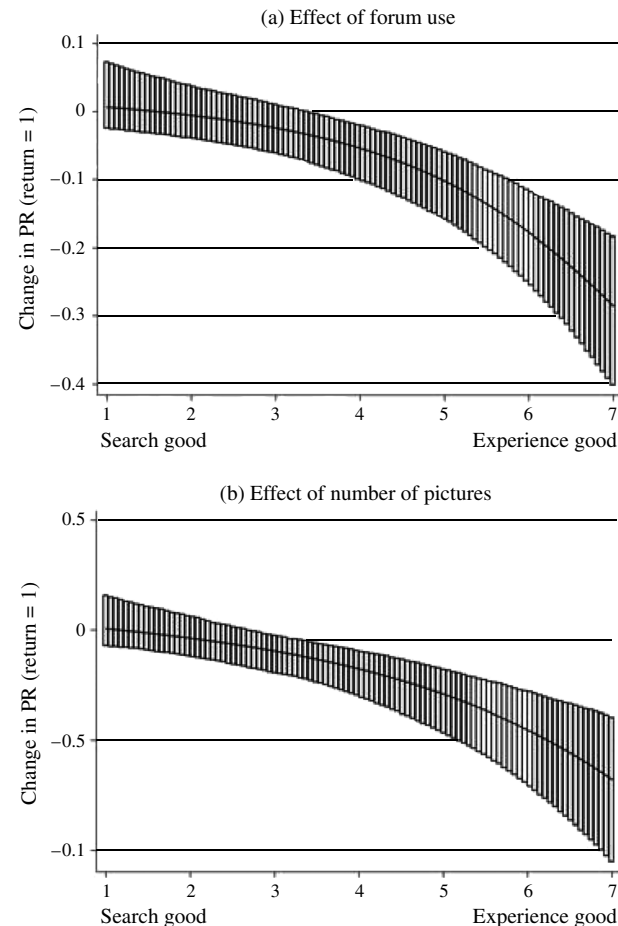 (a) Effect of forum use
0.1
0
–0.1
–0.2
–0.3
–0.4
Change in PR (return = 1)
1 2 3 4 5 6 7
Search good Experience good
(b) Effect of number of pictures
0.5
0
–0.5
–0.1
Change in PR (return = 1)
1 2 3 4 5 6 7
Search good Experience good